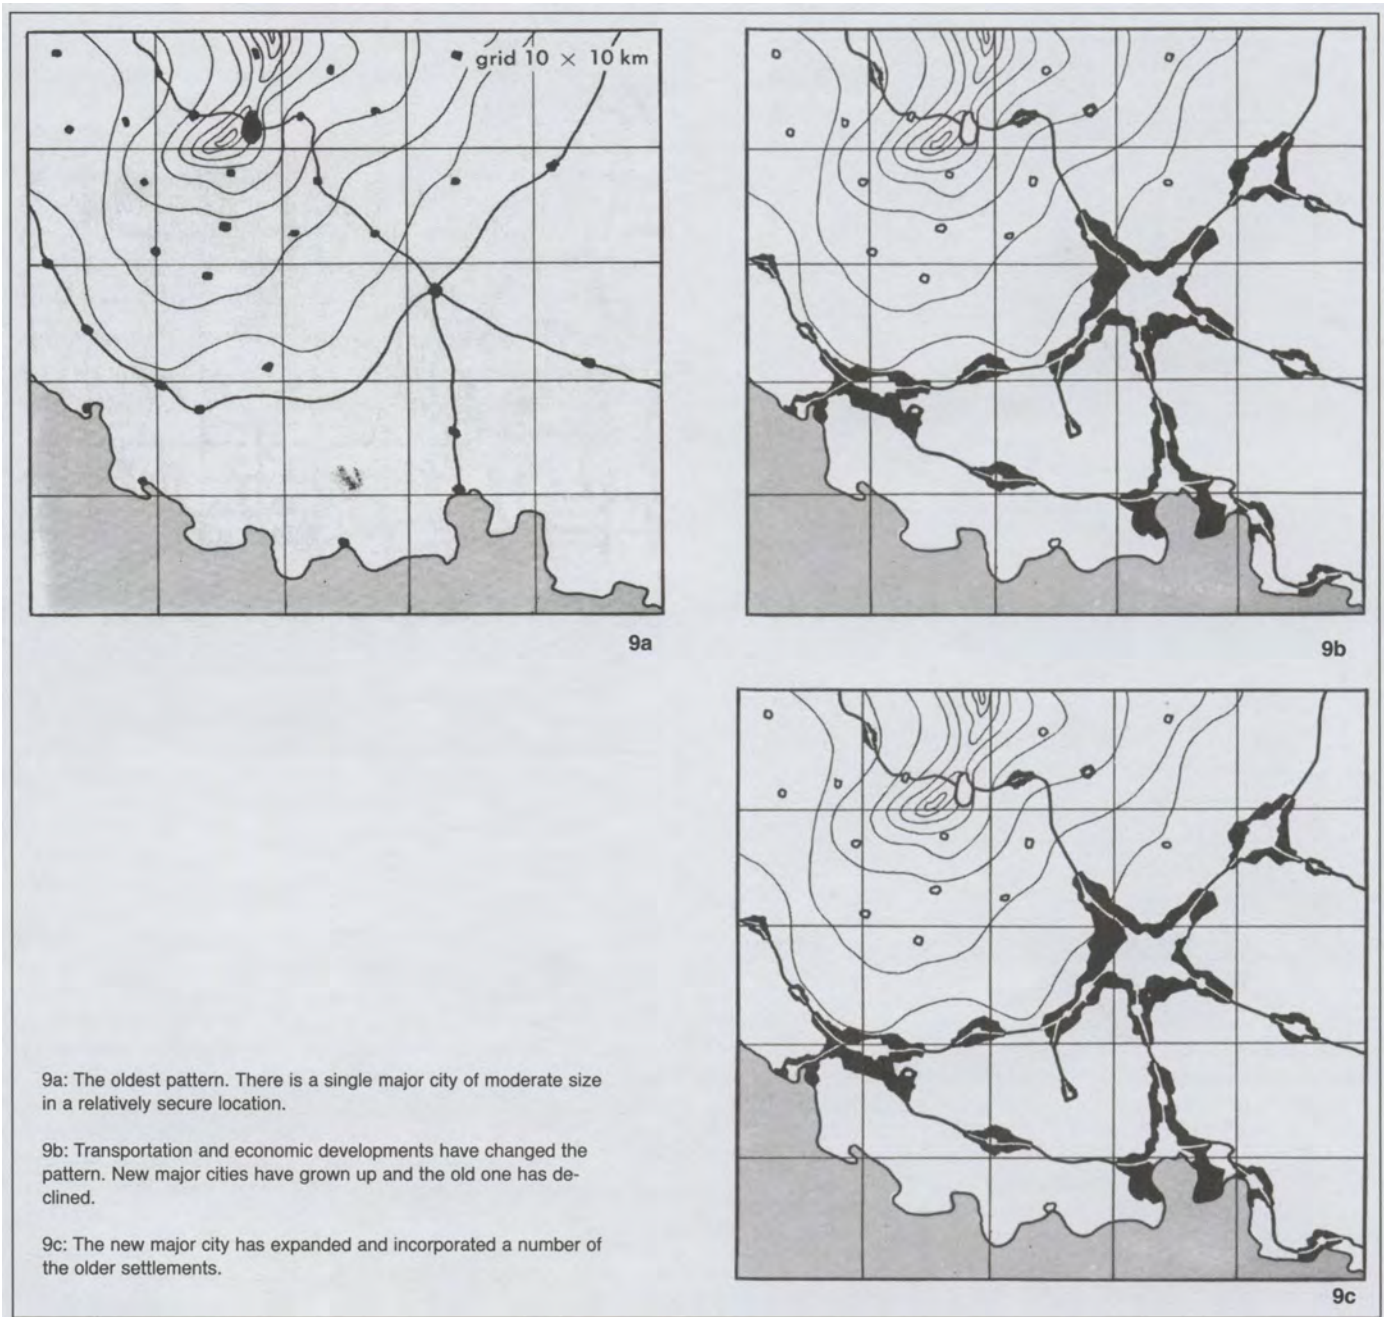 grid 10 × 10 km
9a
9b
9c
9a: The oldest pattern. There is a single major city of moderate size
in a relatively secure location.
9b: Transportation and economic developments have changed the
pattern. New major cities have grown up and the old one has de-
clined.
9c: The new major city has expanded and incorporated a number of
the older settlements.